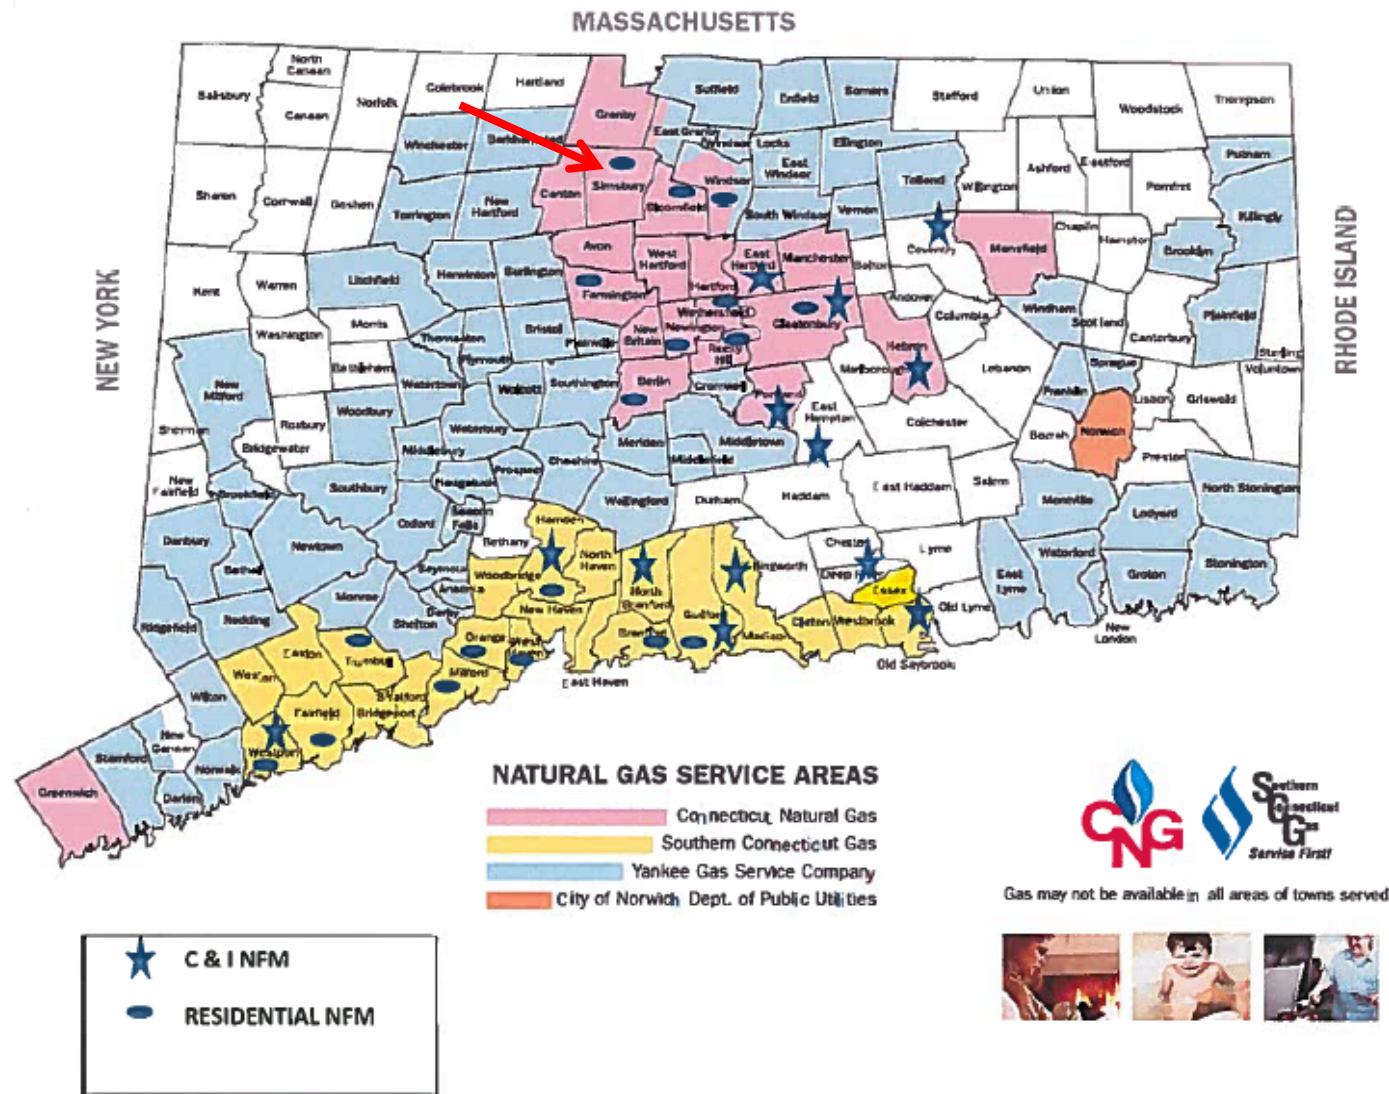 MASSACHUSETTS
NEW YORK
RHODE ISLAND
Salisbury
North
Canaan
Canaan
Norfolk
Colebrook
Hartland
Granby
Suffield
Enfield
Somers
Stafford
Union
Woodstock
Thompson
Winchester
East Granby
Windsor Locks
East
Windsor
Ellington
Ashford
Eastford
Putnam
Sharon
Cornwall
Goshen
Torrington
New
Hartford
Canton
Simsbury
Bloomfield
Windsor
South Windsor
Vernon
Tolland
Willington
Pomfret
Killingly
Kent
Warren
Litchfield
Harwinton
Burlington
Avon
Farmington
West
Hartford
Hartford
East
Hartford
Manchester
Bolton
Coventry
Mansfield
Chaplin
Hampton
Brooklyn
Washington
Morris
Thomaston
Bristol
Plainville
New
Britain
Newington
Wethersfield
Rocky
Hill
Glastonbury
Andover
Hebron
Columbia
Windham
Scotland
Canterbury
Plainfield
Sterling
New
Milford
Bethlehem
Watertown
Plymouth
Wolcott
Southington
Berlin
Cromwell
Portland
Marlborough
Lebanon
Franklin
Sprague
Lisbon
Griswold
Voluntown
Sherman
Roxbury
Bridgewater
Woodbury
Waterbury
Middlebury
Cheshire
Meriden
Middletown
Middlefield
East
Hampton
Colchester
Bozrah
Norwich
Preston
New
Fairfield
Brookfield
Southbury
Naugatuck
Prospect
Wallingford
Durham
Haddam
East Haddam
Salem
Montville
Ledyard
North Stonington
Danbury
Bethel
Newtown
Oxford
Beacon
Falls
Bethany
Hamden
North
Haven
Chester
Deep River
Essex
Lyme
East
Lyme
Waterford
Groton
Stonington
Ridgefield
Redding
Monroe
Seymour
Ansonia
Derby
Shelton
Woodbridge
New Haven
North
Branford
Guilford
Madison
Clinton
Westbrook
Old Lyme
New
London
Old Saybrook
Easton
Trumbull
Orange
West
Haven
Milford
Branford
East Haven
Wilton
Weston
Fairfield
Stratford
Bridgeport
Westport
New
Canaan
Norwalk
Darien
Stamford
Greenwich
NATURAL GAS SERVICE AREAS
Connecticut Natural Gas
Southern Connecticut Gas
Yankee Gas Service Company
City of Norwich Dept. of Public Utilities
CNG
Southern
Connecticut
Gas
Service First!
Gas may not be available in all areas of towns served
C & I NFM
RESIDENTIAL NFM